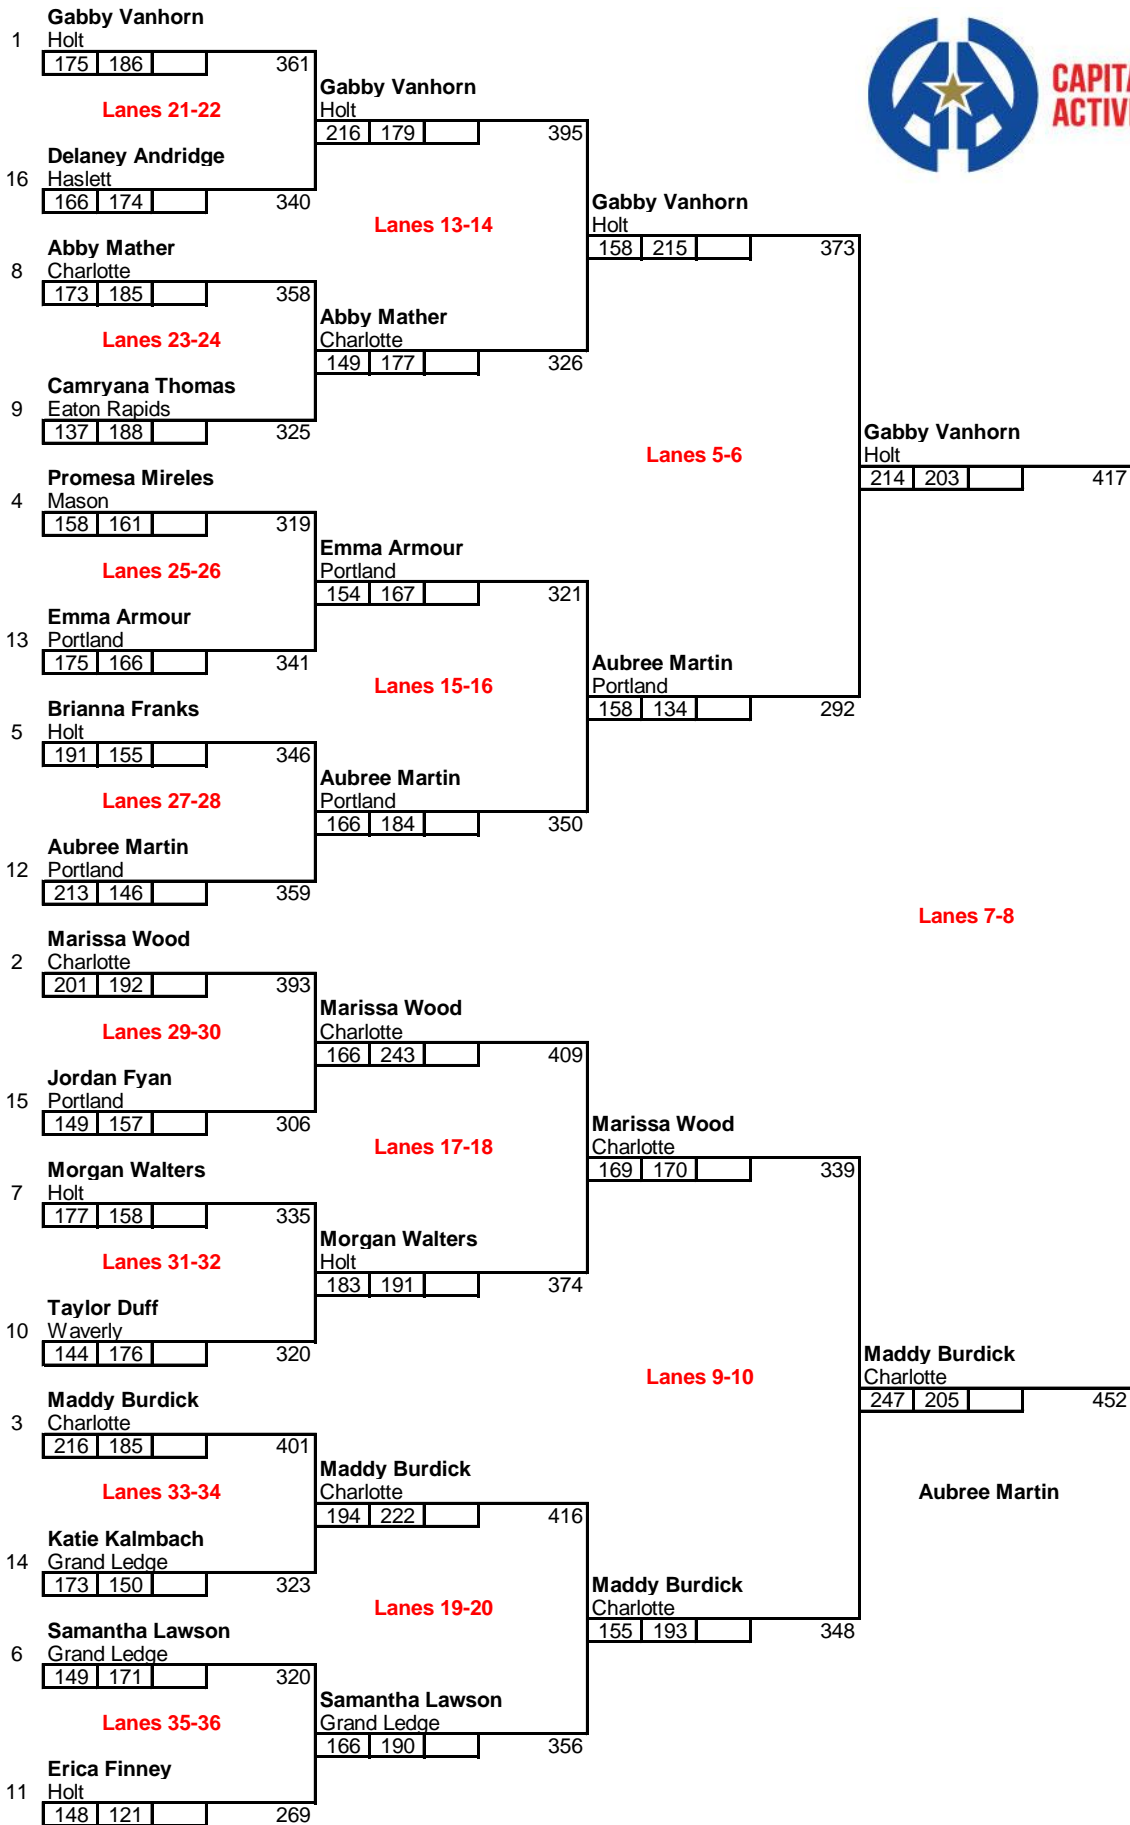 Gabby Vanhorn
1 Holt
175 186 361
Lanes 21-22
Delaney Andridge
16 Haslett
166 174 340
Abby Mather
8 Charlotte
173 185 358
Lanes 23-24
Camryana Thomas
9 Eaton Rapids
137 188 325
Promesa Mireles
4 Mason
158 161 319
Lanes 25-26
Emma Armour
13 Portland
175 166 341
Brianna Franks
5 Holt
191 155 346
Lanes 27-28
Aubree Martin
12 Portland
213 146 359
Marissa Wood
2 Charlotte
201 192 393
Lanes 29-30
Jordan Fyan
15 Portland
149 157 306
Morgan Walters
7 Holt
177 158 335
Lanes 31-32
Taylor Duff
10 Waverly
144 176 320
Maddy Burdick
3 Charlotte
216 185 401
Lanes 33-34
Katie Kalmbach
14 Grand Ledge
173 150 323
Samantha Lawson
6 Grand Ledge
149 171 320
Lanes 35-36
Erica Finney
11 Holt
148 121 269
Gabby Vanhorn
Holt
216 179 395
Lanes 13-14
Abby Mather
Charlotte
149 177 326
Emma Armour
Portland
154 167 321
Lanes 15-16
Aubree Martin
Portland
166 184 350
Marissa Wood
Charlotte
166 243 409
Lanes 17-18
Morgan Walters
Holt
183 191 374
Maddy Burdick
Charlotte
194 222 416
Lanes 19-20
Samantha Lawson
Grand Ledge
166 190 356
Gabby Vanhorn
Holt
158 215 373
Lanes 5-6
Aubree Martin
Portland
158 134 292
Marissa Wood
Charlotte
169 170 339
Lanes 9-10
Maddy Burdick
Charlotte
155 193 348
Gabby Vanhorn
Holt
214 203 417
Lanes 7-8
Maddy Burdick
Charlotte
247 205 452
Aubree Martin